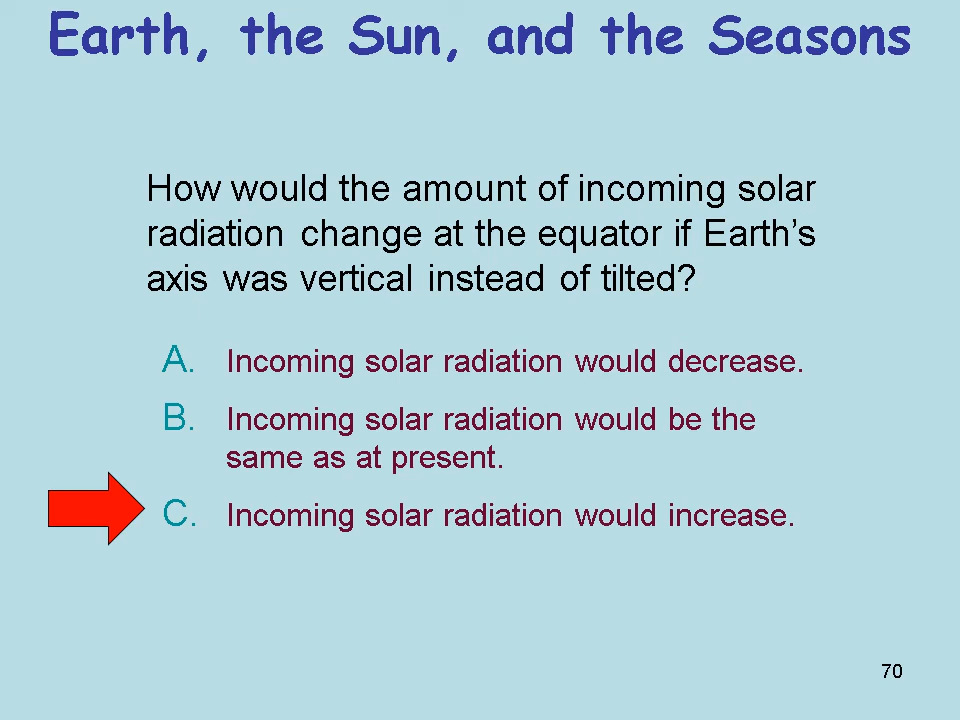 Earth, the Sun, and the Seasons
How would the amount of incoming solar
radiation change at the equator if Earth’s
axis was vertical instead of tilted?
A. Incoming solar radiation would decrease.
B. Incoming solar radiation would be the
same as at present.
C. Incoming solar radiation would increase.
70